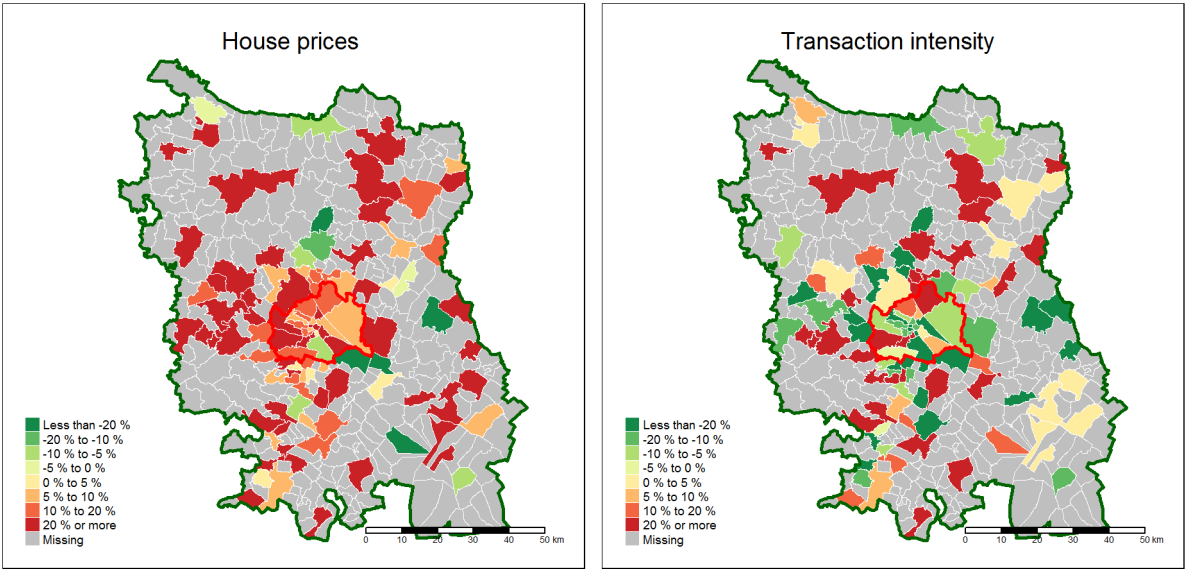 House prices
Less than -20 %
-20 % to -10 %
-10 % to -5 %
-5 % to 0 %
0 % to 5 %
5 % to 10 %
10 % to 20 %
20 % or more
Missing
0 10 20 30 40 50 km
Transaction intensity
Less than -20 %
-20 % to -10 %
-10 % to -5 %
-5 % to 0 %
0 % to 5 %
5 % to 10 %
10 % to 20 %
20 % or more
Missing
0 10 20 30 40 50 km